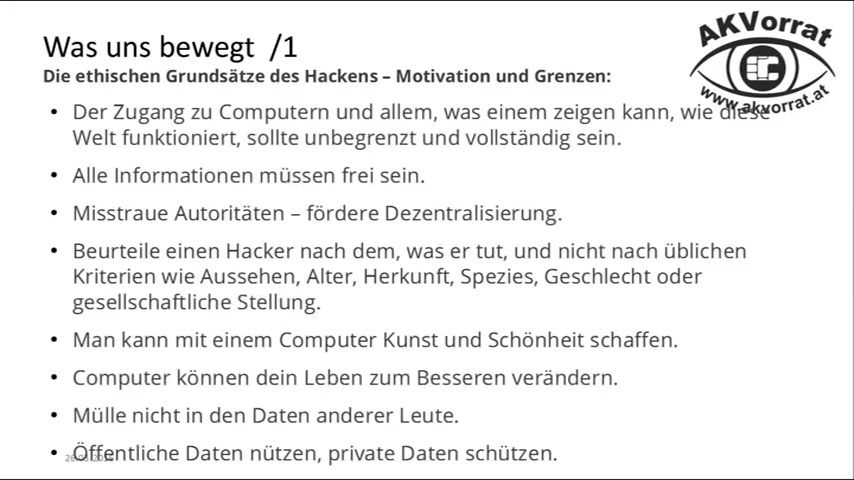 Was uns bewegt /1
Die ethischen Grundsätze des Hackens – Motivation und Grenzen:
AKVorrat
www.akvorrat.at
• Der Zugang zu Computern und allem, was einem zeigen kann, wie diese
Welt funktioniert, sollte unbegrenzt und vollständig sein.
• Alle Informationen müssen frei sein.
• Misstraue Autoritäten – fördere Dezentralisierung.
• Beurteile einen Hacker nach dem, was er tut, und nicht nach üblichen
Kriterien wie Aussehen, Alter, Herkunft, Spezies, Geschlecht oder
gesellschaftliche Stellung.
• Man kann mit einem Computer Kunst und Schönheit schaffen.
• Computer können dein Leben zum Besseren verändern.
• Mülle nicht in den Daten anderer Leute.
• Öffentliche Daten nützen, private Daten schützen.